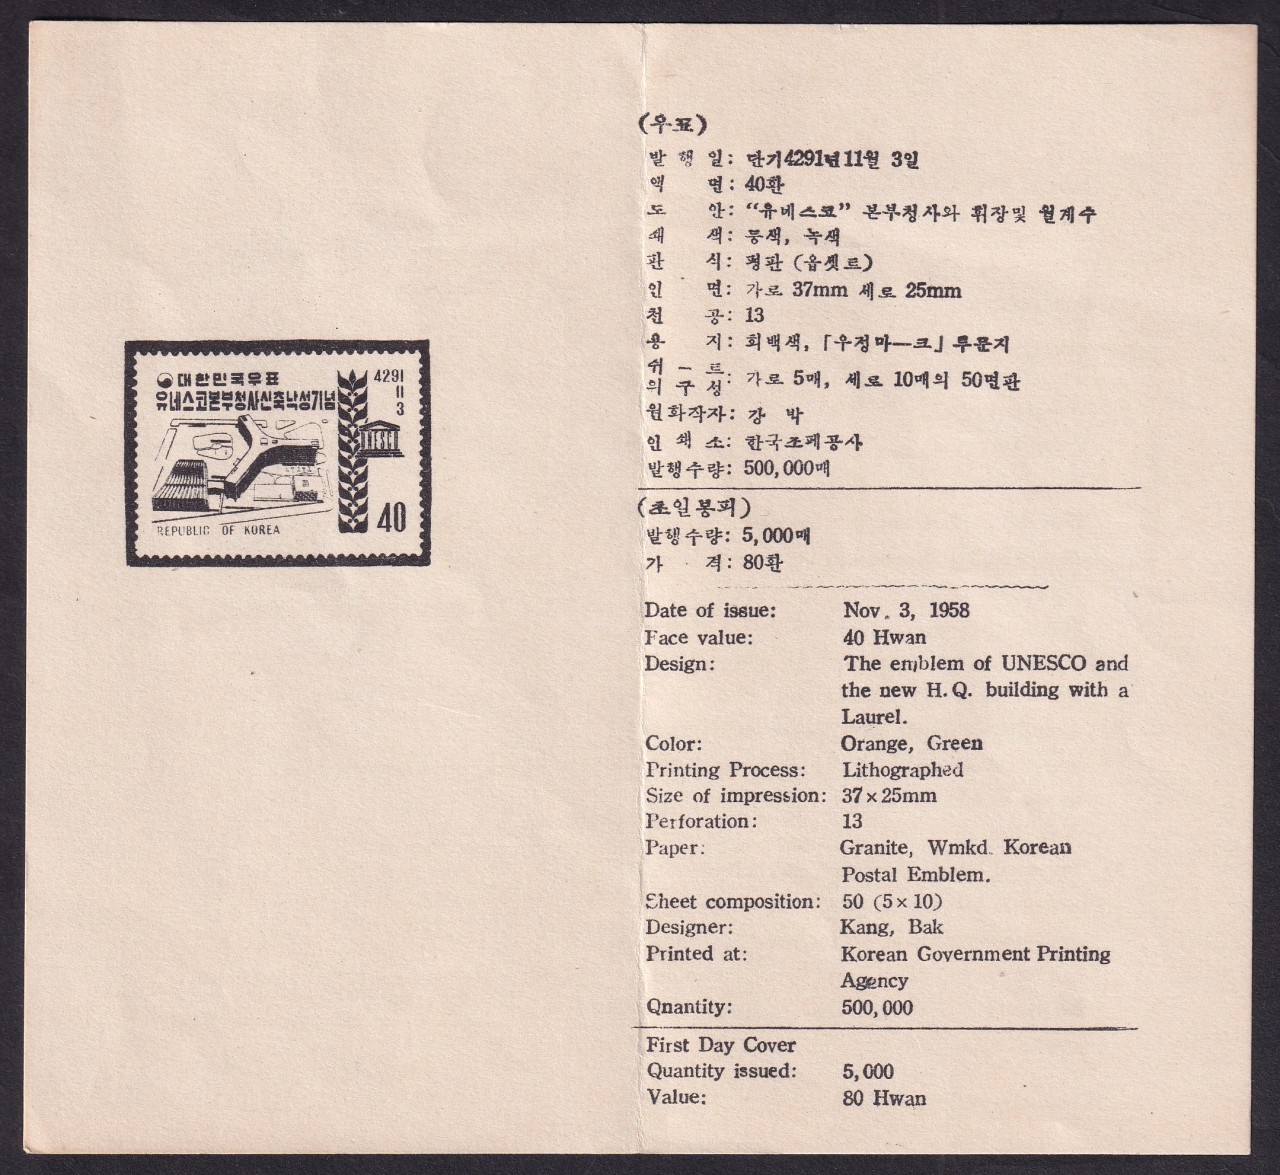 대한민국우표
유네스코본부청사신축낙성기념
4291
11
3
UNESCO
40
REPUBLIC OF KOREA
(우표)
발행일: 단기4291년11월 3일
액 면: 40환
도 안: “유네스코” 본부청사와 휘장및 월계수
채 색: 등색, 녹색
판 식: 평판 (옵셋트)
인 면: 가로 37mm 세로 25mm
천 공: 13
용 지: 회백색, 「우정마—크」 투문지
쉬 — 트
의 구 성: 가로 5매, 세로 10매의 50면판
원화작자: 강 박
인 쇄 소: 한국조폐공사
발행수량: 500,000매
(초일봉피)
발행수량: 5,000매
가 격: 80환
Date of issue: Nov. 3, 1958
Face value: 40 Hwan
Design: The emblem of UNESCO and
the new H.Q. building with a
Laurel.
Color: Orange, Green
Printing Process: Lithographed
Size of impression: 37×25mm
Perforation: 13
Paper: Granite, Wmkd. Korean
Postal Emblem.
Sheet composition: 50 (5×10)
Designer: Kang, Bak
Printed at: Korean Government Printing
Agency
Qnantity: 500,000
First Day Cover
Quantity issued: 5,000
Value: 80 Hwan